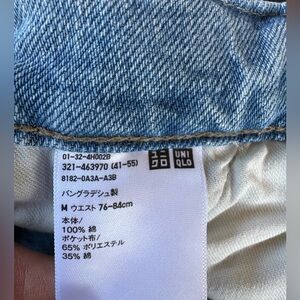 01-32-4H002B
321-463970 (41-55)
8182-0A3A-A3B
ユニクロ
UNIQLO
バングラデシュ製
M ウエスト 76-84cm
本体/
100% 綿
ポケット布/
65% ポリエステル
35% 綿